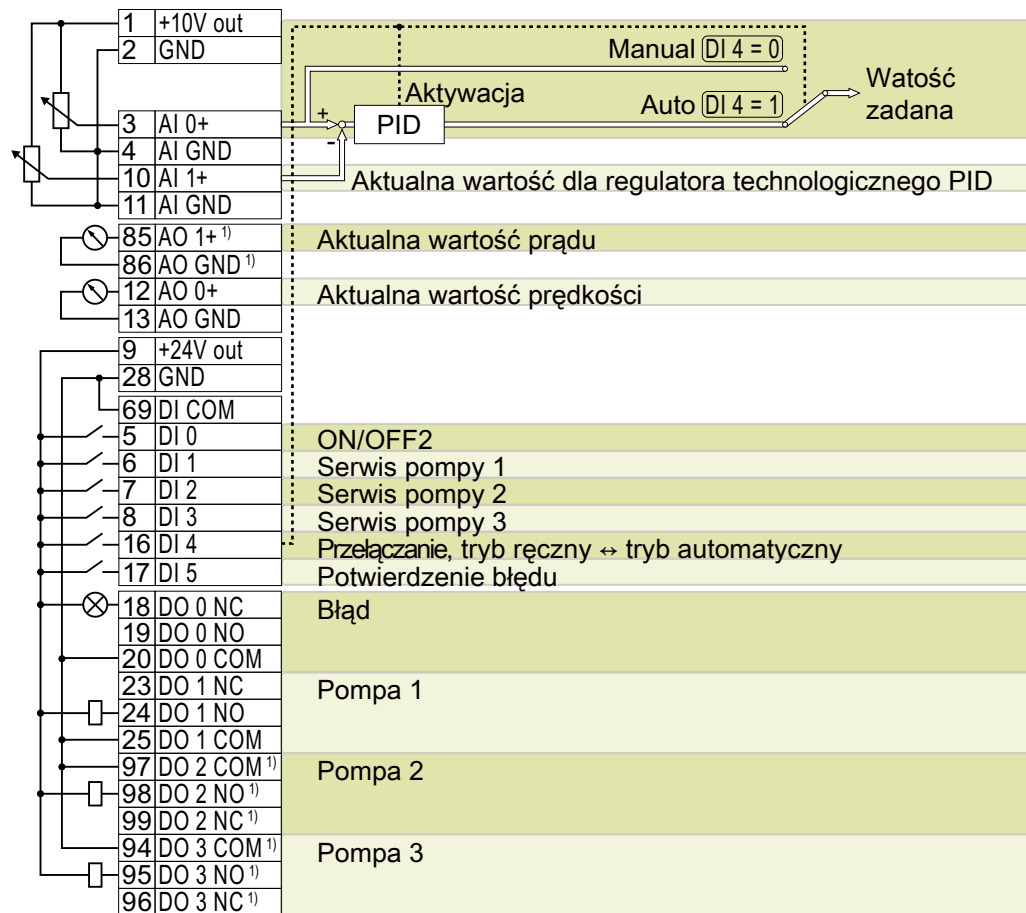 1 +10V out
2 GND
Manual DI 4 = 0
Watość
zadana
Aktywacja
Auto DI 4 = 1
+
PID
-
3 AI 0+
4 AI GND
10 AI 1+ Aktualna wartość dla regulatora technologicznego PID
11 AI GND
85 AO 1+ 1) Aktualna wartość prądu
86 AO GND 1)
12 AO 0+ Aktualna wartość prędkości
13 AO GND
9 +24V out
28 GND
69 DI COM
5 DI 0 ON/OFF2
6 DI 1 Serwis pompy 1
7 DI 2 Serwis pompy 2
8 DI 3 Serwis pompy 3
16 DI 4 Przełączanie, tryb ręczny ↔ tryb automatyczny
17 DI 5 Potwierdzenie błędu
18 DO 0 NC Błąd
19 DO 0 NO
20 DO 0 COM
23 DO 1 NC Pompa 1
24 DO 1 NO
25 DO 1 COM
97 DO 2 COM 1) Pompa 2
98 DO 2 NO 1)
99 DO 2 NC 1)
94 DO 3 COM 1) Pompa 3
95 DO 3 NO 1)
96 DO 3 NC 1)